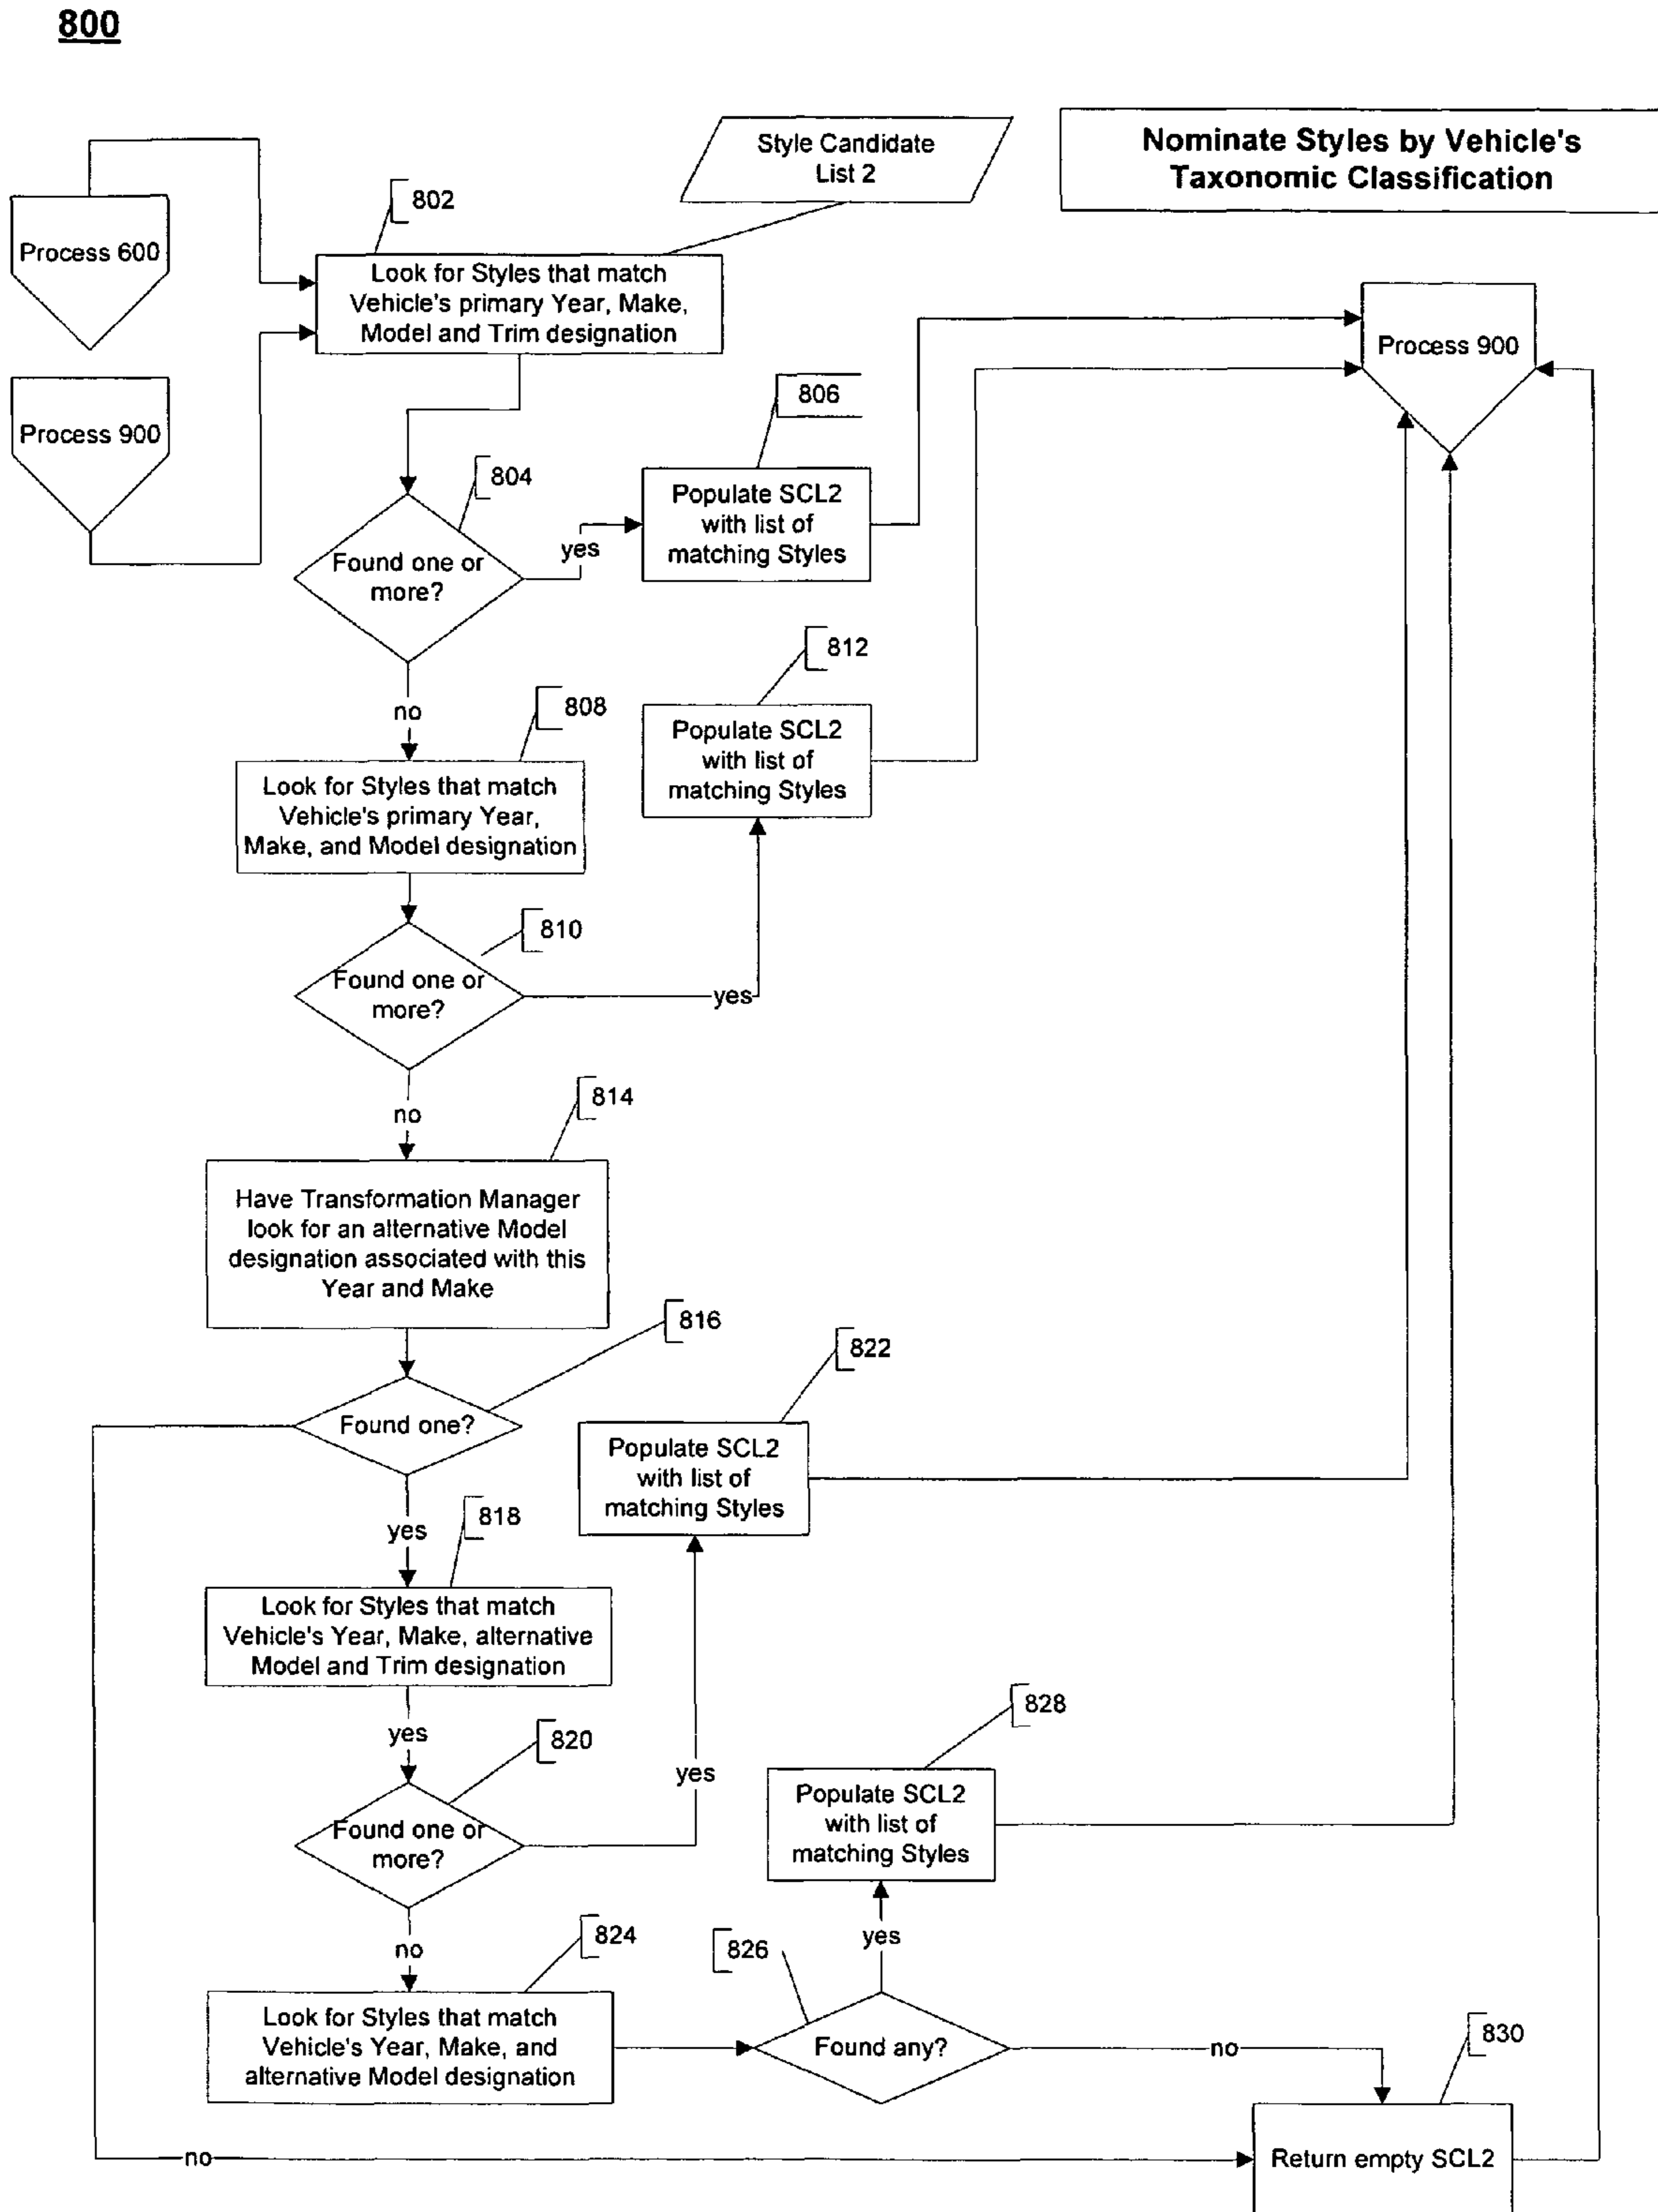 800
Style Candidate
List 2
Nominate Styles by Vehicle's
Taxonomic Classification
802
Process 600
Look for Styles that match
Vehicle's primary Year, Make,
Model and Trim designation
Process 900
Process 900
806
804
Populate SCL2
with list of
matching Styles
yes
Found one or
more?
812
no
808
Populate SCL2
with list of
matching Styles
Look for Styles that match
Vehicle's primary Year,
Make, and Model designation
810
Found one or
more?
yes
814
no
Have Transformation Manager
look for an alternative Model
designation associated with this
Year and Make
816
822
Found one?
Populate SCL2
with list of
matching Styles
yes
818
Look for Styles that match
Vehicle's Year, Make, alternative
Model and Trim designation
828
yes
820
yes
Populate SCL2
with list of
matching Styles
Found one or
more?
824
826
yes
no
Look for Styles that match
Vehicle's Year, Make, and
alternative Model designation
Found any?
no
830
no
Return empty SCL2